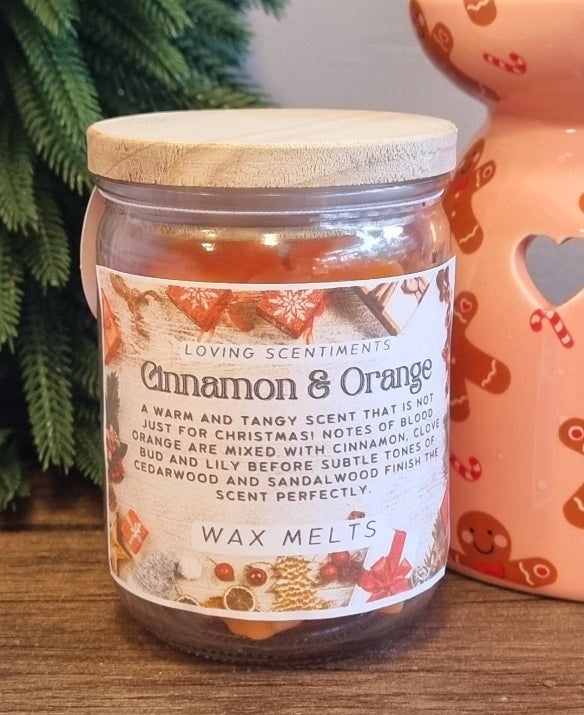 LOVING SCENTIMENTS
Cinnamon & Orange
A WARM AND TANGY SCENT THAT IS NOT
JUST FOR CHRISTMAS! NOTES OF BLOOD
ORANGE ARE MIXED WITH CINNAMON, CLOVE
BUD AND LILY BEFORE SUBTLE TONES OF
CEDARWOOD AND SANDALWOOD FINISH THE
SCENT PERFECTLY.
WAX MELTS